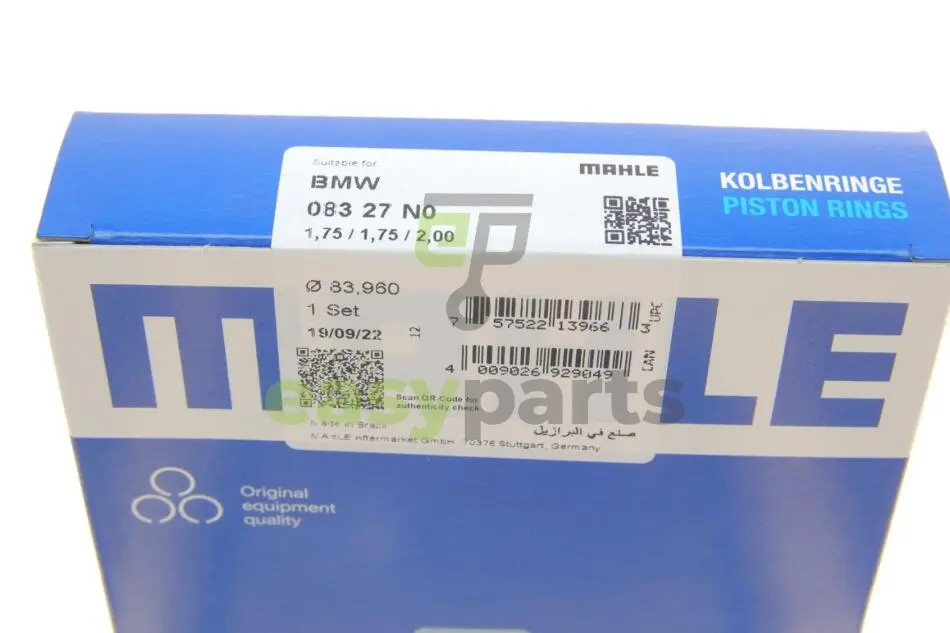 Suitable for
BMW
083 27 N0
1,75 / 1,75 / 2,00
MAHLE
KOLBENRINGE
PISTON RINGS
Ø 83,960
1 Set
19/09/22
12
7 57522 13966 3
UPC
4 009026 929049
EAN
Scan QR-Code for
authenticity check
Made in Brazil
صنع في البرازيل
MAHLE Aftermarket GmbH, 70376 Stuttgart, Germany
MAHLE
easyparts
Original
equipment
quality